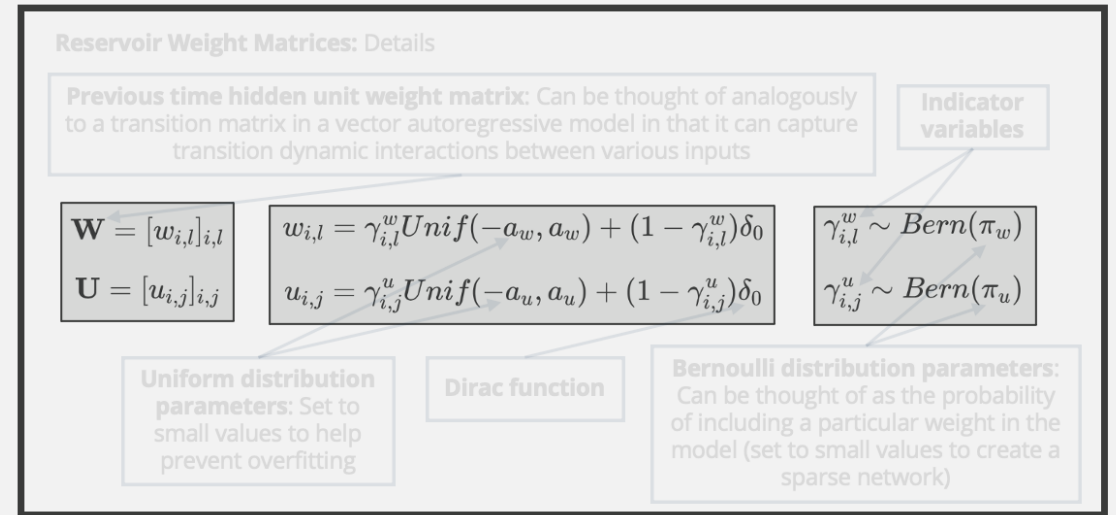 Reservoir Weight Matrices: Details
Previous time hidden unit weight matrix: Can be thought of analogously
to a transition matrix in a vector autoregressive model in that it can capture
transition dynamic interactions between various inputs
Indicator
variables
W = [w_{i,l}]_{i,l}
U = [u_{i,j}]_{i,j}
w_{i,l} = γ^w_{i,l} Unif(−a_w, a_w) + (1 − γ^w_{i,l})δ_0
u_{i,j} = γ^u_{i,j} Unif(−a_u, a_u) + (1 − γ^u_{i,j})δ_0
γ^w_{i,l} ∼ Bern(π_w)
γ^u_{i,j} ∼ Bern(π_u)
Uniform distribution
parameters: Set to
small values to help
prevent overfitting
Dirac function
Bernoulli distribution parameters:
Can be thought of as the probability
of including a particular weight in the
model (set to small values to create a
sparse network)